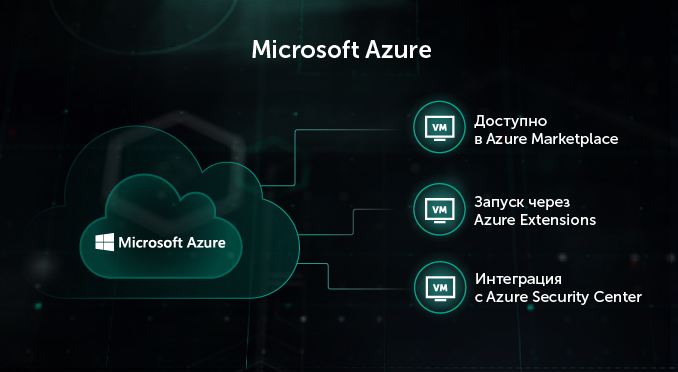 Microsoft Azure
Microsoft Azure
VM
Доступно
в Azure Marketplace
VM
Запуск через
Azure Extensions
VM
Интеграция
с Azure Security Center